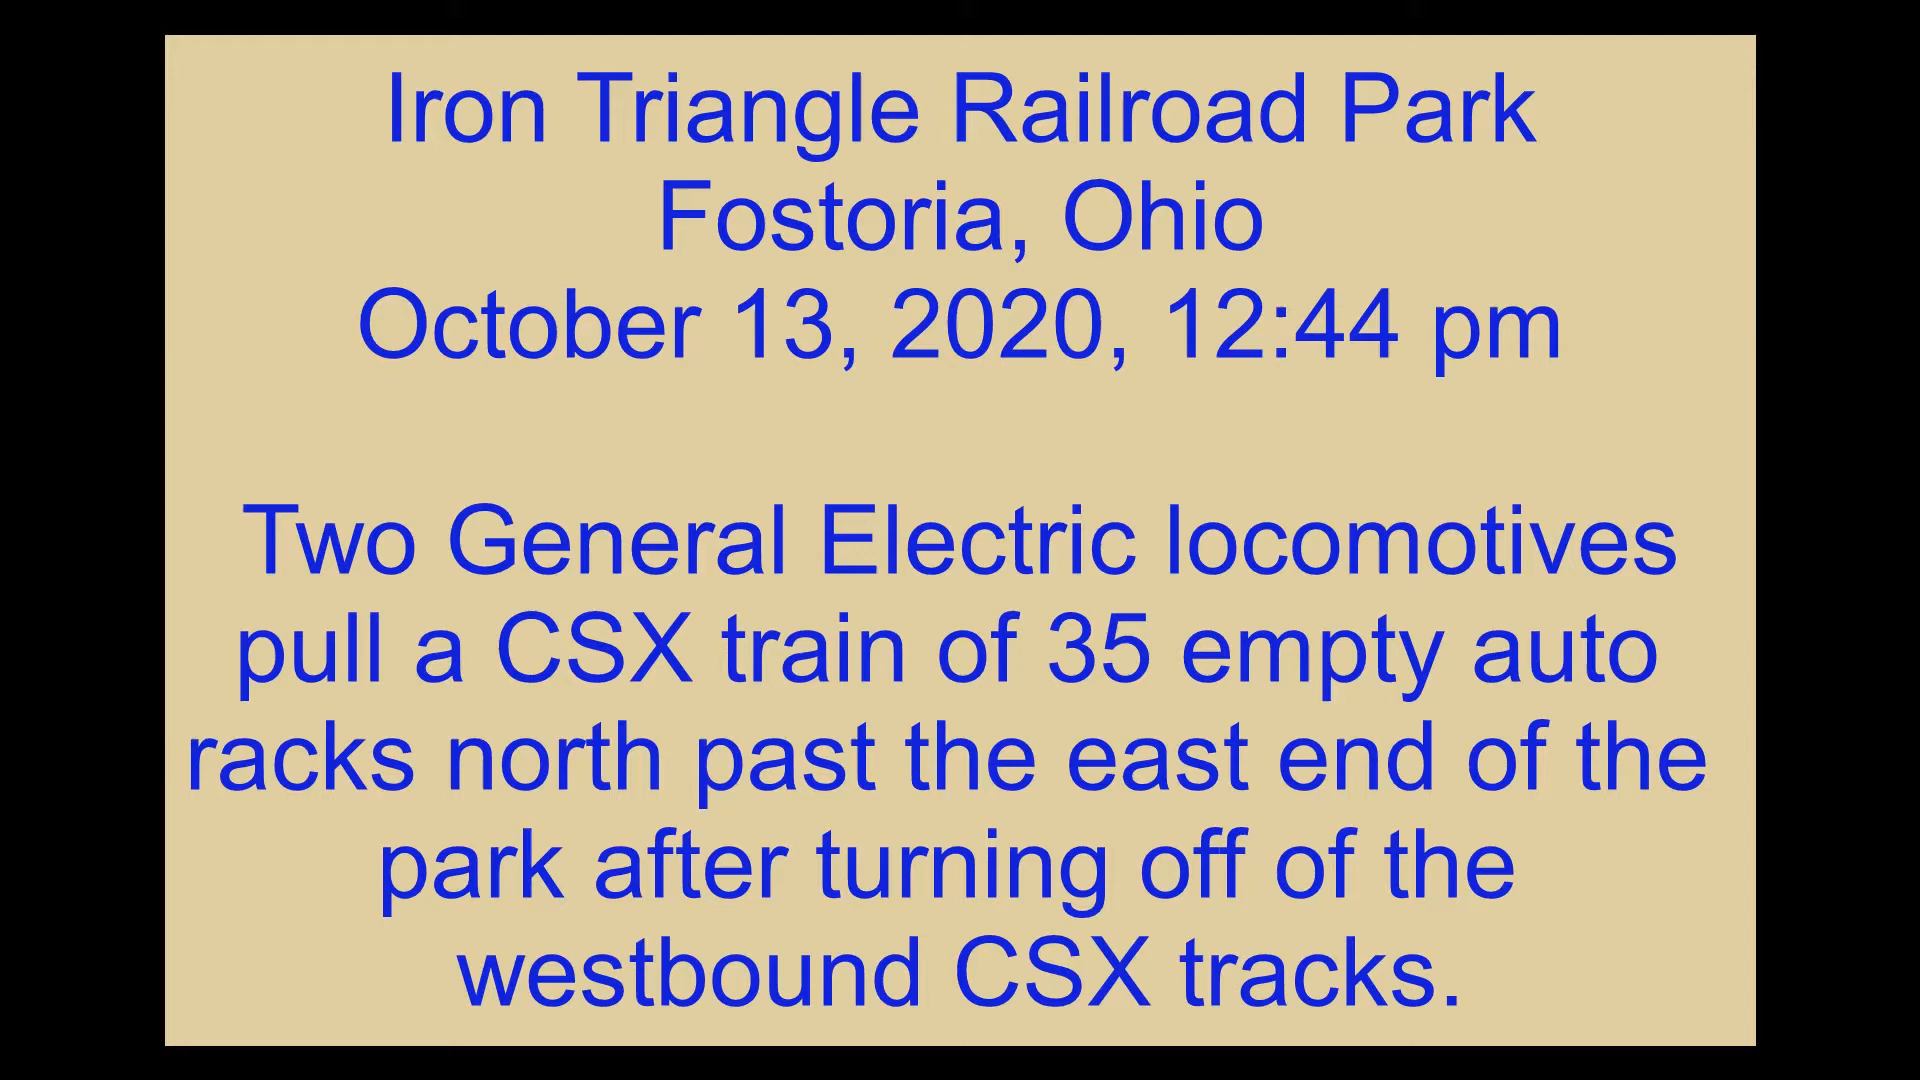 Iron Triangle Railroad Park
Fostoria, Ohio
October 13, 2020, 12:44 pm
Two General Electric locomotives
pull a CSX train of 35 empty auto
racks north past the east end of the
park after turning off of the
westbound CSX tracks.